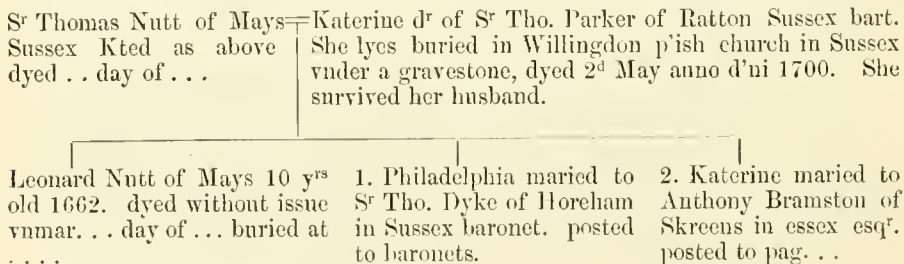 Sʳ Thomas Nutt of Mays
Sussex Kted as above
dyed . . day of . . .
Katerine dʳ of Sʳ Tho. Parker of Ratton Sussex bart.
She lyes buried in Willingdon p'ish church in Sussex
vnder a gravestone, dyed 2ᵈ May anno d'ni 1700. She
survived her husband.
Leonard Nutt of Mays 10 yʳˢ
old 1662. dyed without issue
vnmar. . . day of . . . buried at
. . . .
1. Philadelphia maried to
Sʳ Tho. Dyke of Horeham
in Sussex baronet. posted
to baronets.
2. Katerine maried to
Anthony Bramston of
Skreens in essex esqʳ.
posted to pag. . .